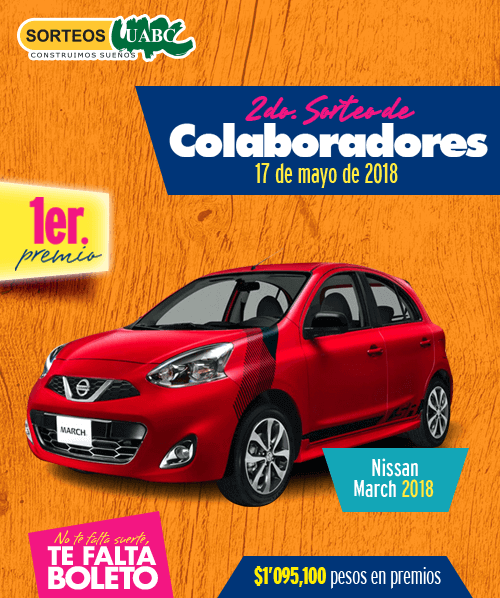 SORTEOS UABC
CONSTRUIMOS SUEÑOS
2do. Sorteo de
Colaboradores
17 de mayo de 2018
1er.
premio
MARCH
Nissan
March 2018
No te falta suerte,
TE FALTA
BOLETO
$1'095,100 pesos en premios